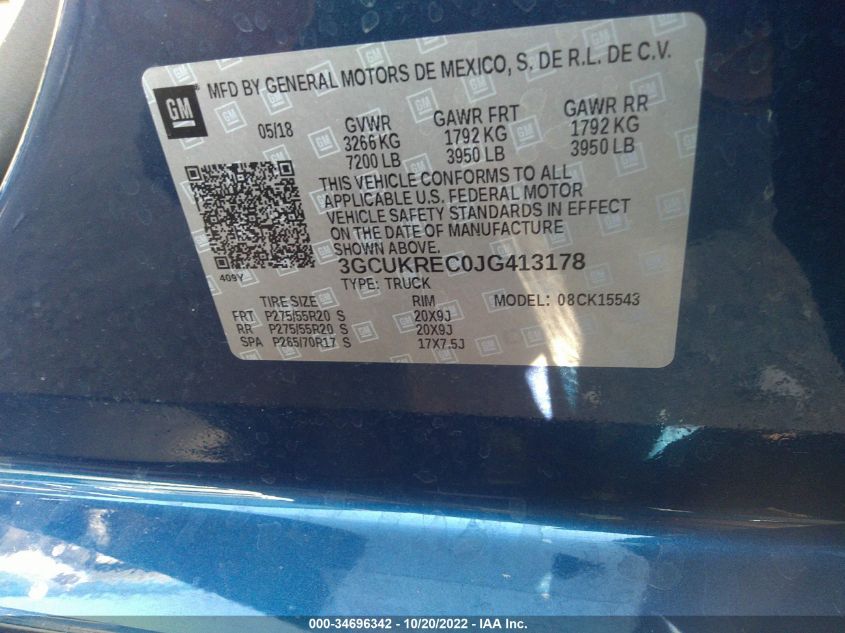 MFD BY GENERAL MOTORS DE MEXICO, S. DE R.L. DE C.V.
GM
05/18 GVWR GAWR FRT GAWR RR
3266 KG 1792 KG 1792 KG
7200 LB 3950 LB 3950 LB
THIS VEHICLE CONFORMS TO ALL
APPLICABLE U.S. FEDERAL MOTOR
VEHICLE SAFETY STANDARDS IN EFFECT
ON THE DATE OF MANUFACTURE
SHOWN ABOVE.
409Y
3GCUKREC0JG413178
TYPE: TRUCK
TIRE SIZE RIM MODEL: 08CK15543
FRT P275/55R20 S 20X9J
RR P275/55R20 S 20X9J
SPA P265/70R17 S 17X7.5J
000-34696342 - 10/20/2022 - IAA Inc.